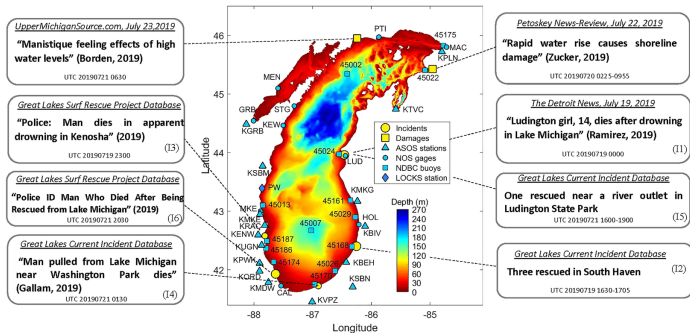 UpperMichiganSource.com, July 23,2019
"Manistique feeling effects of high
water levels" (Borden, 2019)
UTC 20190721 0630
Great Lakes Surf Rescue Project Database
"Police: Man dies in apparent
drowning in Kenosha" (2019)
(I3)
UTC 20190719 2300
Great Lakes Surf Rescue Project Database
"Police ID Man Who Died After Being
Rescued from Lake Michigan" (2019)
(I6)
UTC 20190721 2030
Great Lakes Current Incident Database
"Man pulled from Lake Michigan
near Washington Park dies"
(Gallam, 2019)
(I4)
UTC 20190721 0130
46
45
44
43
42
Latitude
PTI
45175
MAC
KPLN
45002
45022
MEN
GRB
STG
KGRB
KEW
KTVC
45024
LUD
KSBM
PW
KMKG
MKE
45013
45161
KMKE
45029
HOL
KRAC
45007
KBIV
KENW
45187
45168
KUGN
45186
KPWK
45174
45026
KBEH
KORD
45170
KMDW
CAL
KSBN
KVPZ
Incidents
Damages
ASOS stations
NOS gages
NDBC buoys
LOCKS station
Depth (m)
270
240
210
180
150
120
90
60
30
0
-88
-87
-86
-85
Longitude
Petoskey News-Review, July 22, 2019
"Rapid water rise causes shoreline
damage" (Zucker, 2019)
UTC 20190720 0225-0955
The Detroit News, July 19, 2019
"Ludington girl, 14, dies after drowning
in Lake Michigan" (Ramirez, 2019)
(I1)
UTC 20190719 0000
Great Lakes Current Incident Database
One rescued near a river outlet in
Ludington State Park
(I5)
UTC 20190721 1600-1900
Great Lakes Current Incident Database
Three rescued in South Haven
(I2)
UTC 20190719 1630-1705